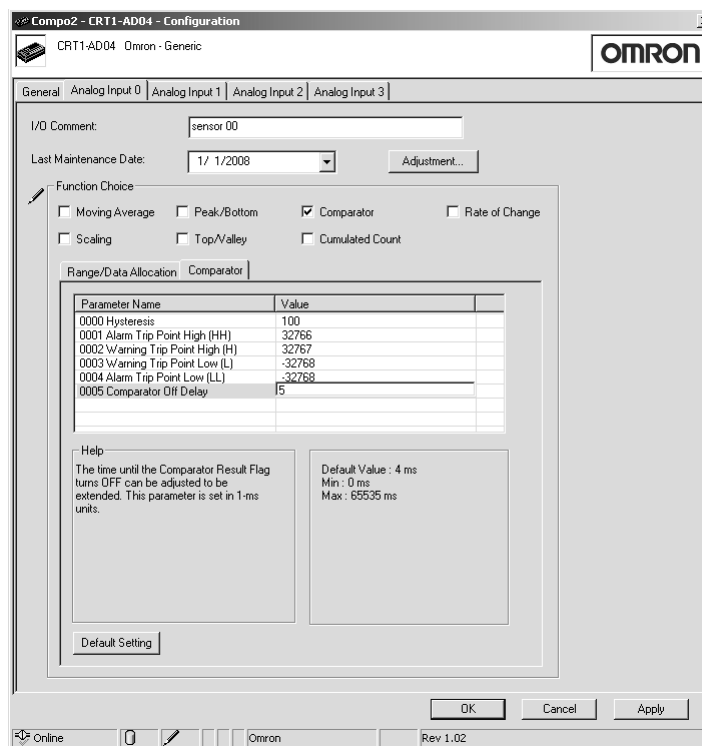 Compo2 - CRT1-AD04 - Configuration
CRT1-AD04 Omron - Generic
OMRON
General Analog Input 0 Analog Input 1 Analog Input 2 Analog Input 3
I/O Comment: sensor 00
Last Maintenance Date: 1/ 1/2008 Adjustment...
Function Choice
Moving Average Peak/Bottom Comparator Rate of Change
Scaling Top/Valley Cumulated Count
Range/Data Allocation Comparator
Parameter Name Value
0000 Hysteresis 100
0001 Alarm Trip Point High (HH) 32766
0002 Warning Trip Point High (H) 32767
0003 Warning Trip Point Low (L) -32768
0004 Alarm Trip Point Low (LL) -32768
0005 Comparator Off Delay 5
Help
The time until the Comparator Result Flag
turns OFF can be adjusted to be
extended. This parameter is set in 1-ms
units.
Default Value : 4 ms
Min : 0 ms
Max : 65535 ms
Default Setting
OK Cancel Apply
Online Omron Rev 1.02